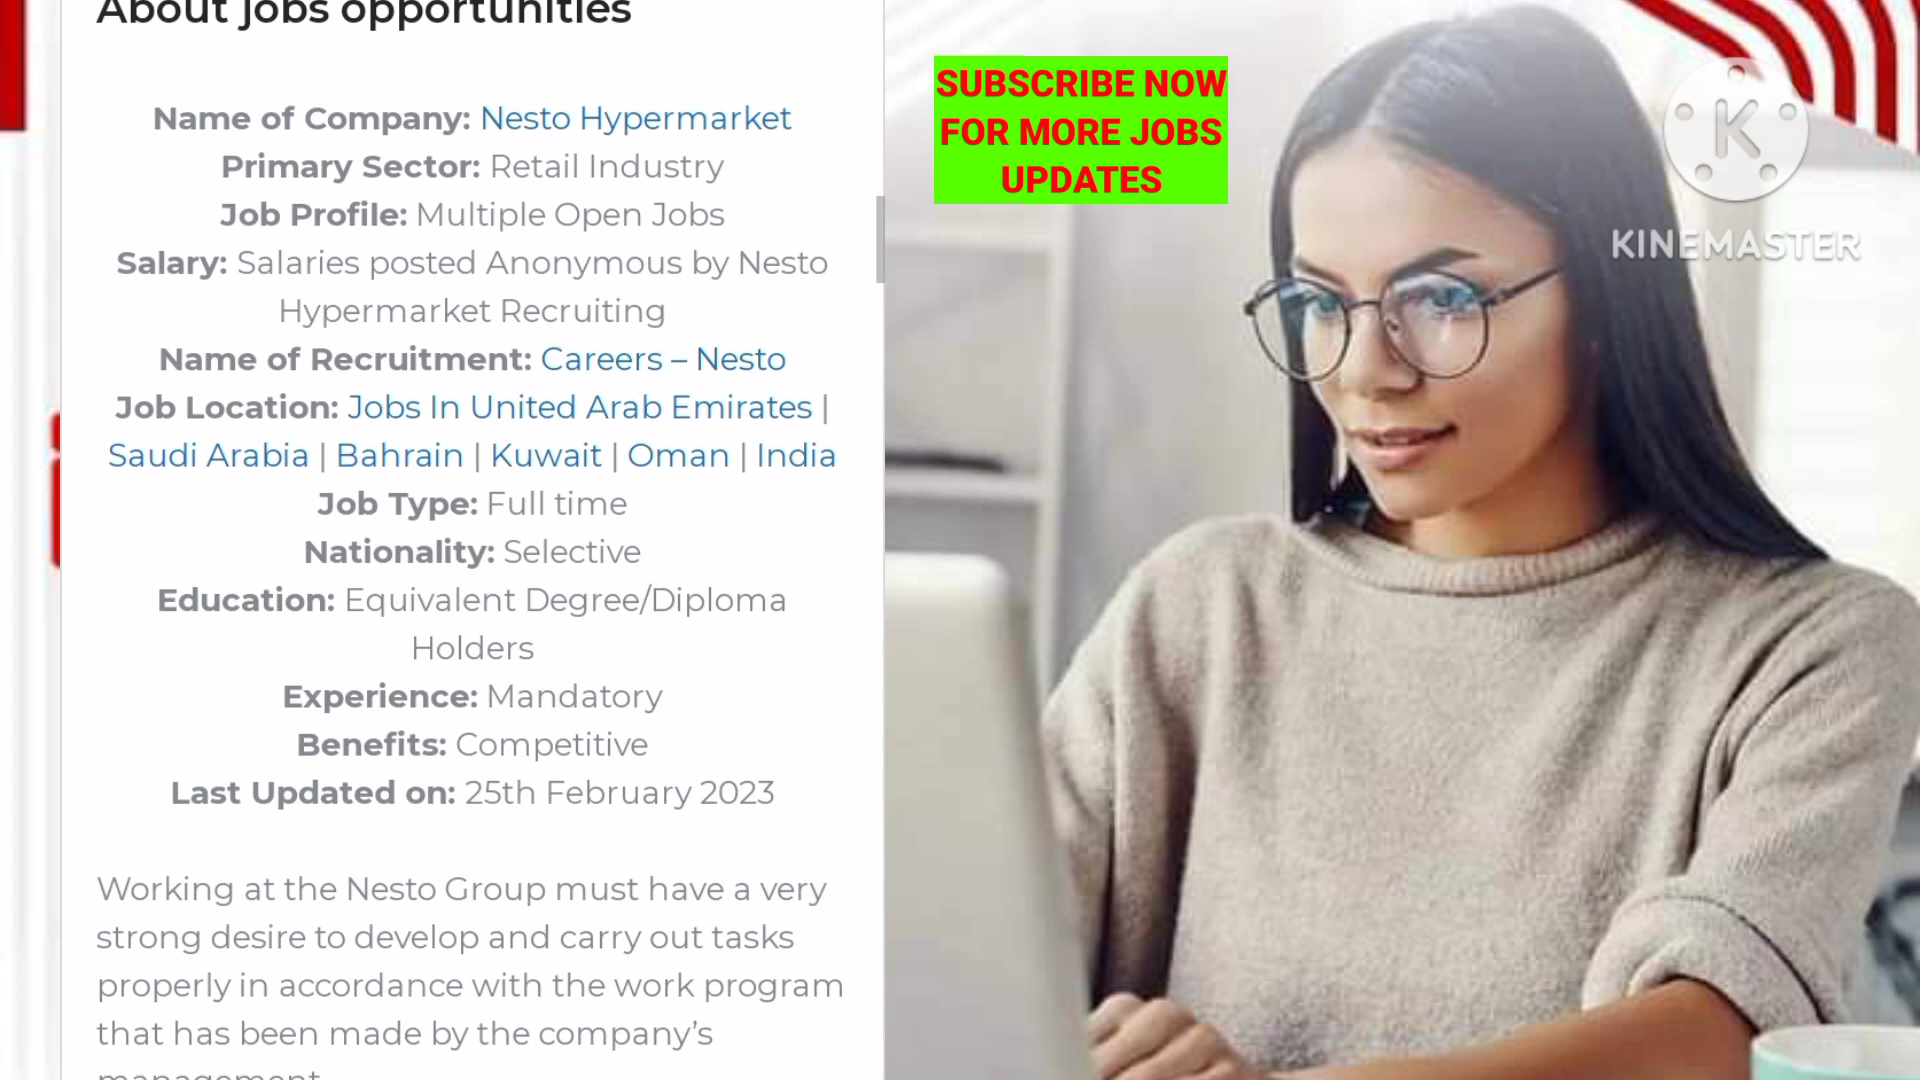 About jobs opportunities
Name of Company: Nesto Hypermarket
Primary Sector: Retail Industry
Job Profile: Multiple Open Jobs
Salary: Salaries posted Anonymous by Nesto
Hypermarket Recruiting
Name of Recruitment: Careers – Nesto
Job Location: Jobs In United Arab Emirates |
Saudi Arabia | Bahrain | Kuwait | Oman | India
Job Type: Full time
Nationality: Selective
Education: Equivalent Degree/Diploma
Holders
Experience: Mandatory
Benefits: Competitive
Last Updated on: 25th February 2023
Working at the Nesto Group must have a very
strong desire to develop and carry out tasks
properly in accordance with the work program
that has been made by the company’s
management
SUBSCRIBE NOW
FOR MORE JOBS
UPDATES
K
KINEMASTER